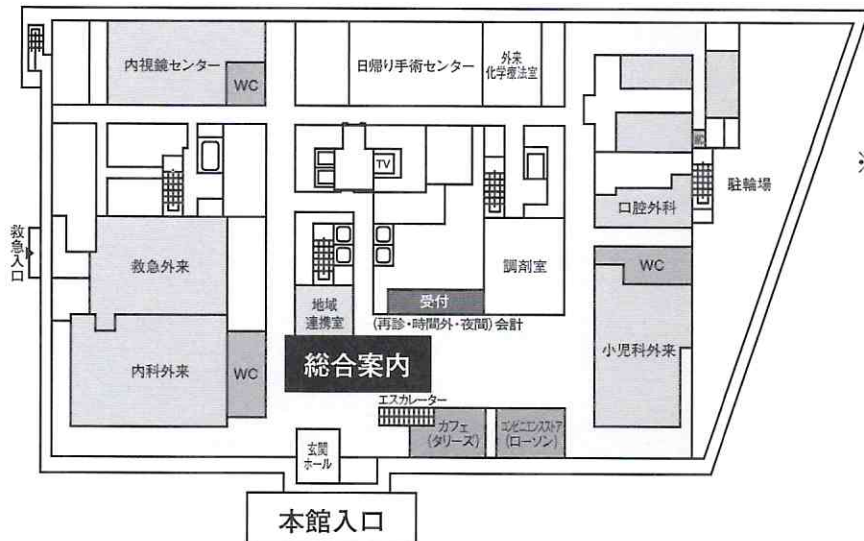 内視鏡センター
WC
日帰り手術センター
外来
化学療法室
TV
WC
※
駐輪場
口腔外科
救急入口
救急外来
調剤室
WC
地域
連携室
受付
(再診・時間外・夜間)会計
内科外来
WC
総合案内
小児科外来
エスカレーター
カフェ
(タリーズ)
コンビニエンスストア
(ローソン)
玄関
ホール
本館入口